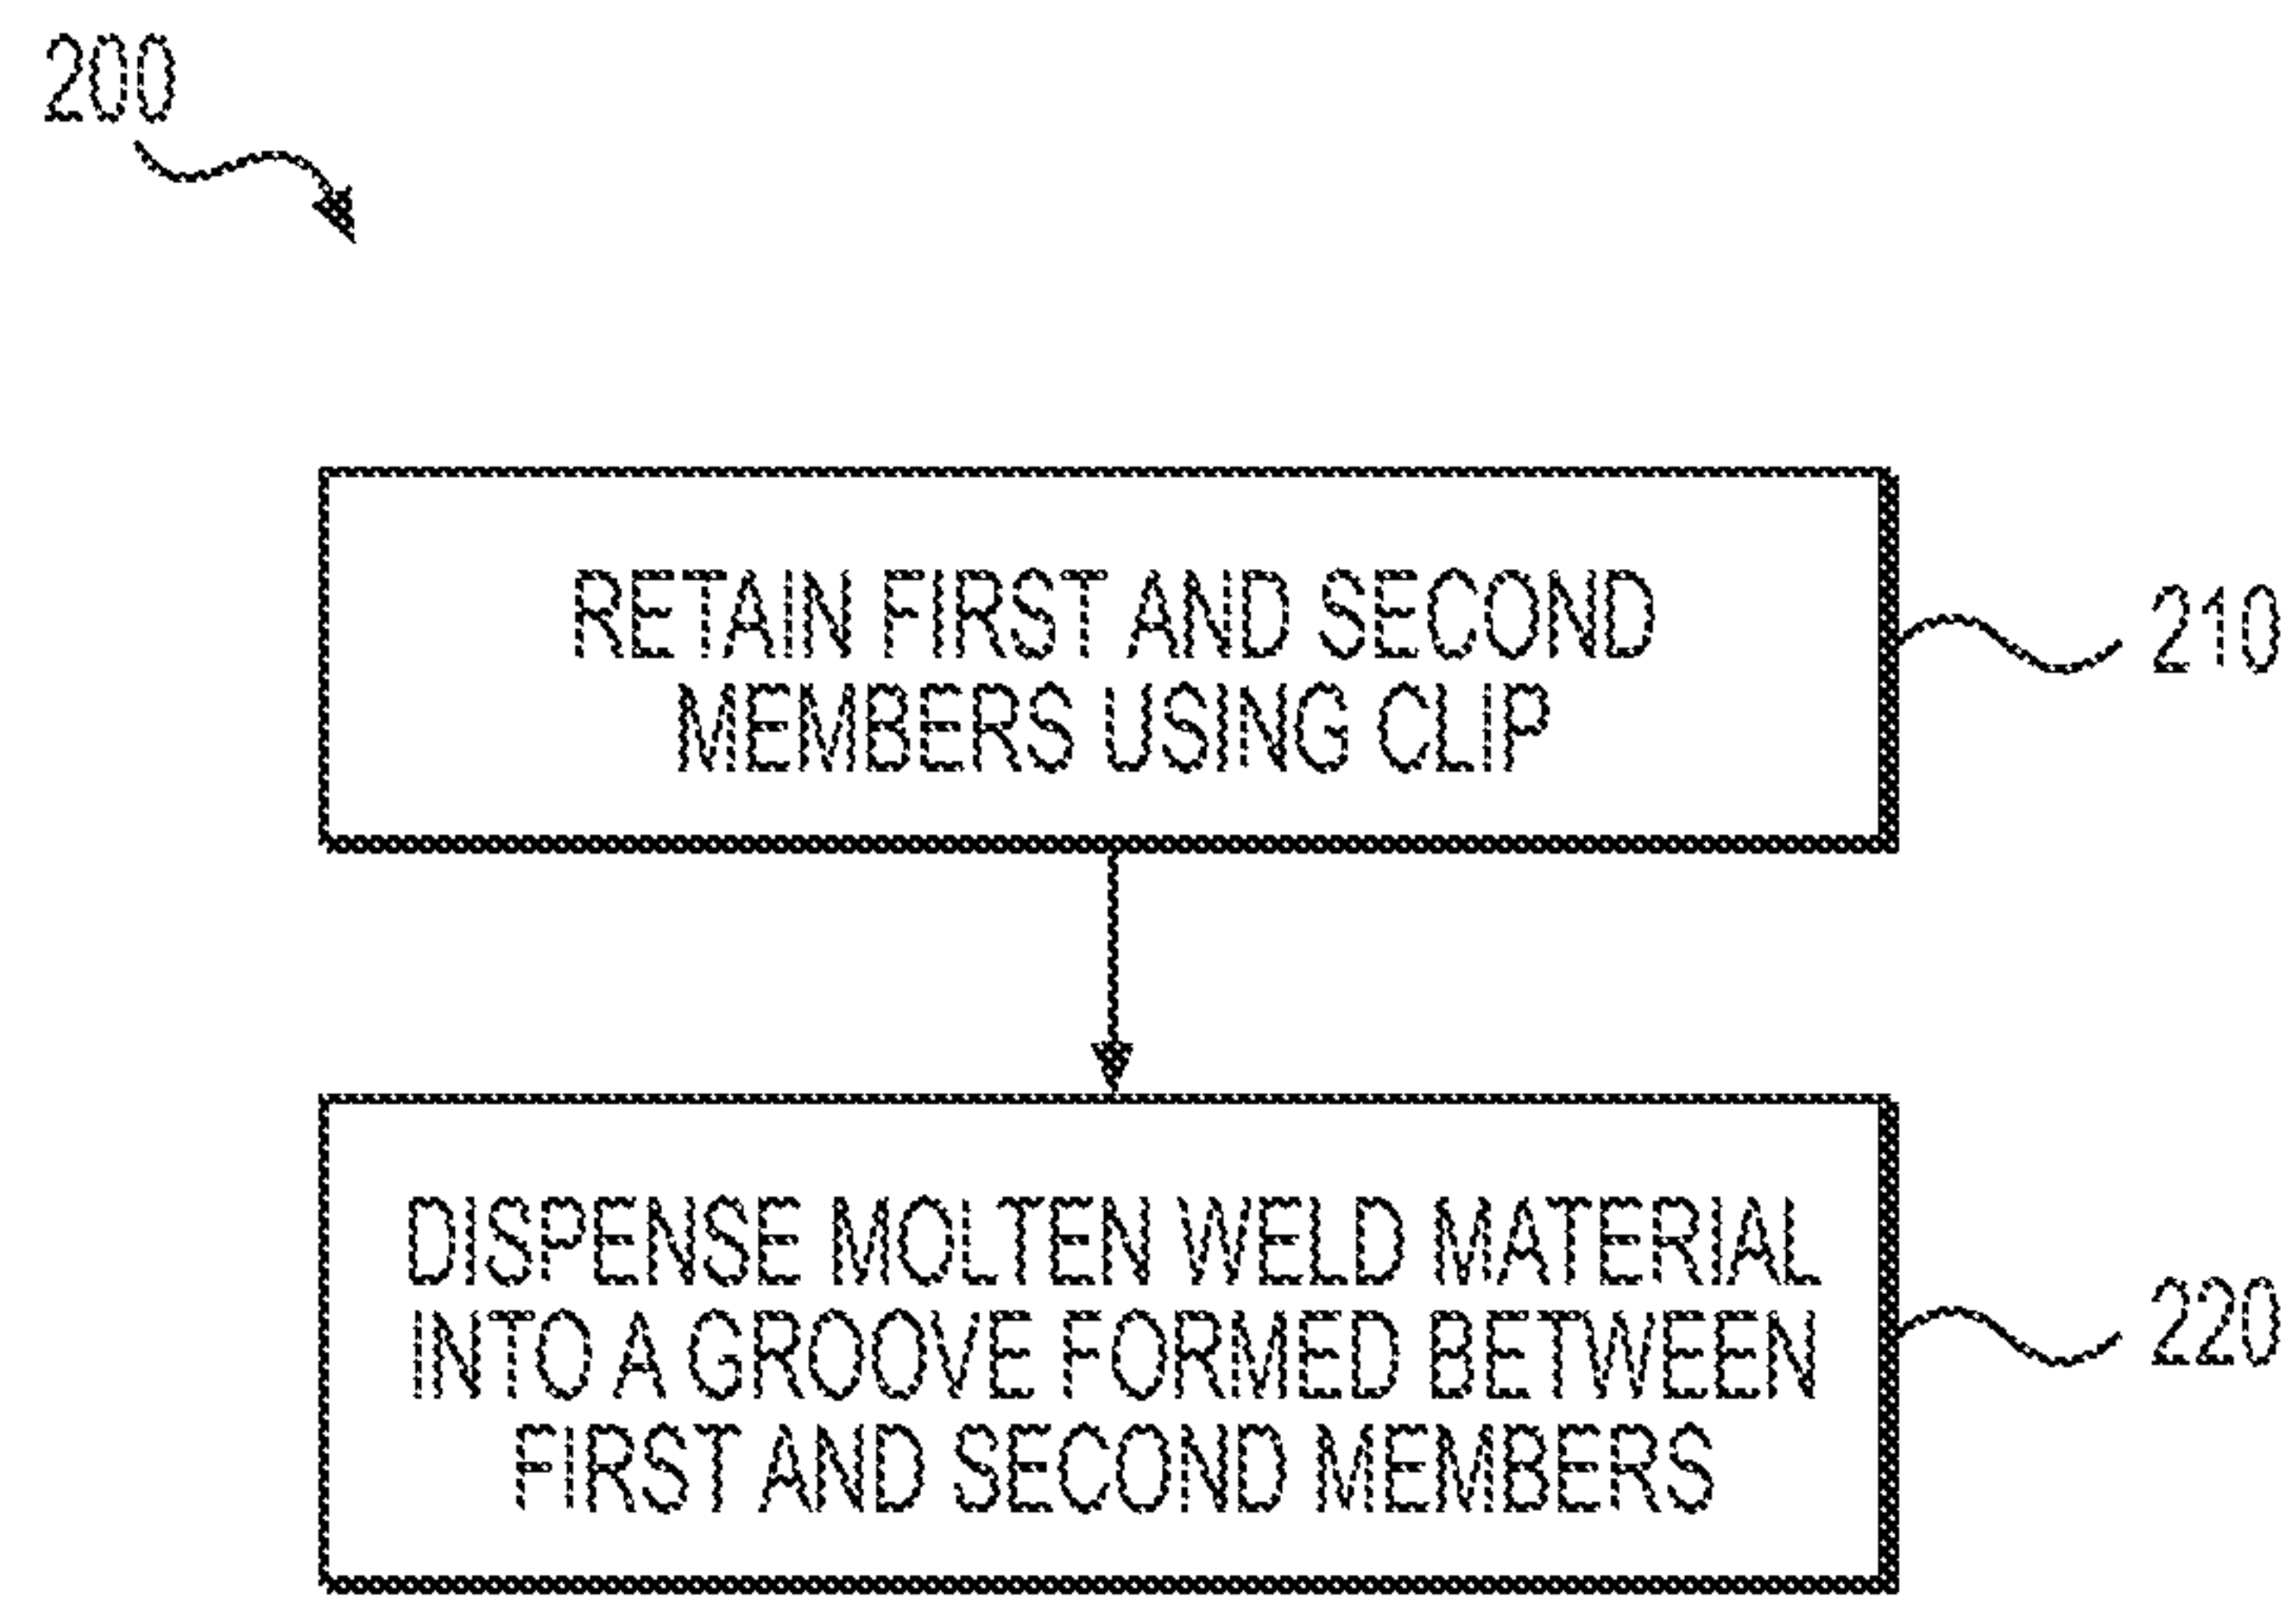 200
RETAIN FIRST AND SECOND
MEMBERS USING CLIP
210
DISPENSE MOLTEN WELD MATERIAL
INTO A GROOVE FORMED BETWEEN
FIRST AND SECOND MEMBERS
220